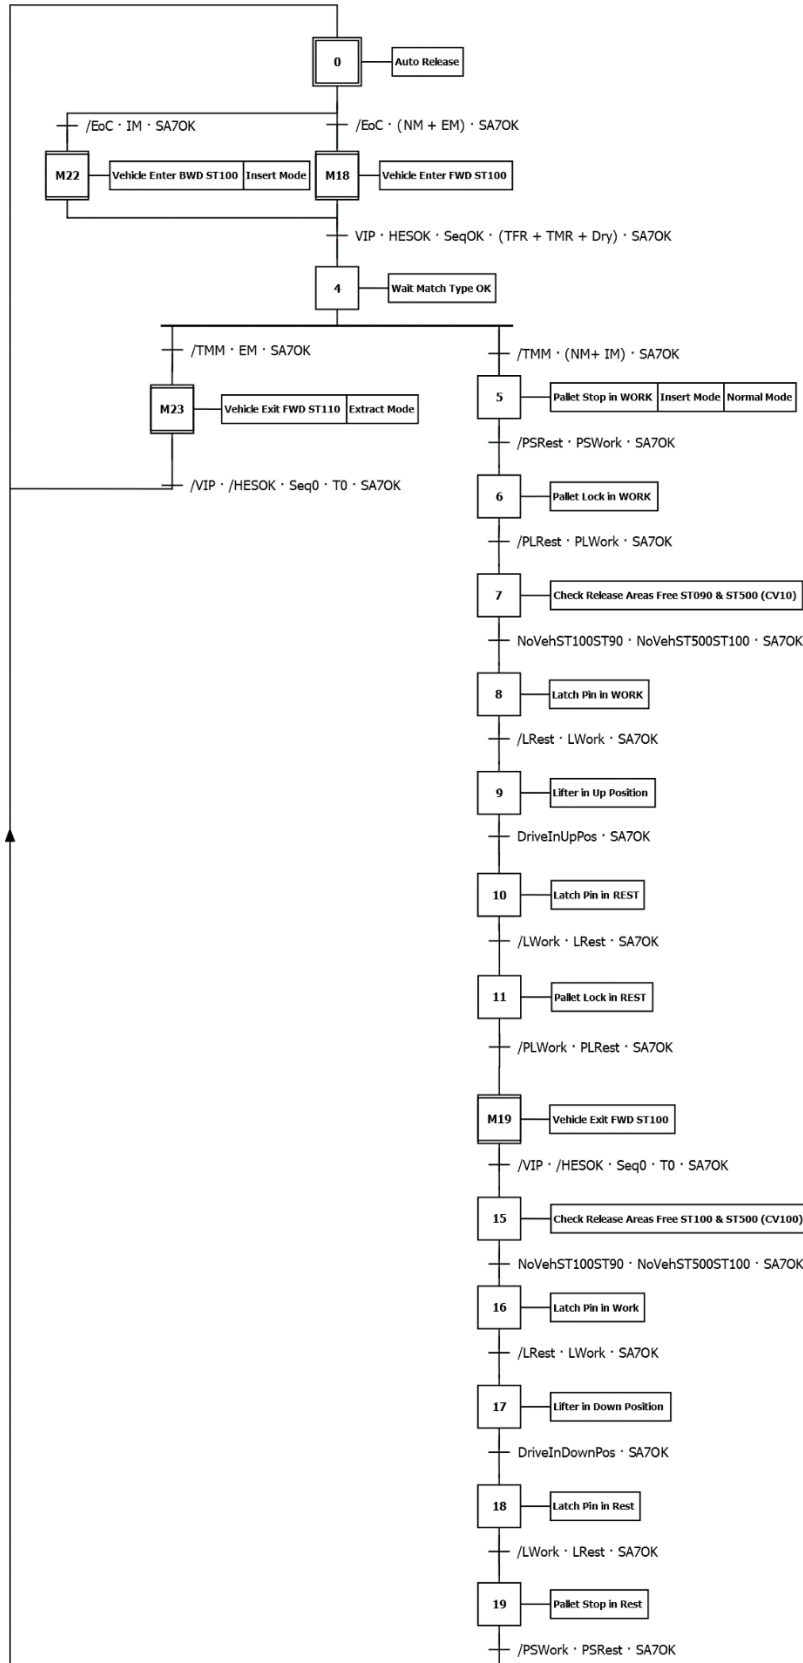 0
Auto Release
/EoC · IM · SA7OK
/EoC · (NM + EM) · SA7OK
M22
Vehicle Enter BWD ST100
Insert Mode
M18
Vehicle Enter FWD ST100
VIP · HESOK · SeqOK · (TFR + TMR + Dry) · SA7OK
4
Wait Match Type OK
/TMM · EM · SA7OK
/TMM · (NM+ IM) · SA7OK
M23
Vehicle Exit FWD ST110
Extract Mode
5
Pallet Stop in WORK
Insert Mode
Normal Mode
/PSRest · PSWork · SA7OK
/VIP · /HESOK · Seq0 · T0 · SA7OK
6
Pallet Lock in WORK
/PLRest · PLWork · SA7OK
7
Check Release Areas Free ST090 & ST500 (CV10)
NoVehST100ST90 · NoVehST500ST100 · SA7OK
8
Latch Pin in WORK
/LRest · LWork · SA7OK
9
Lifter in Up Position
DriveInUpPos · SA7OK
10
Latch Pin in REST
/LWork · LRest · SA7OK
11
Pallet Lock in REST
/PLWork · PLRest · SA7OK
M19
Vehicle Exit FWD ST100
/VIP · /HESOK · Seq0 · T0 · SA7OK
15
Check Release Areas Free ST100 & ST500 (CV100)
NoVehST100ST90 · NoVehST500ST100 · SA7OK
16
Latch Pin in Work
/LRest · LWork · SA7OK
17
Lifter in Down Position
DriveInDownPos · SA7OK
18
Latch Pin in Rest
/LWork · LRest · SA7OK
19
Pallet Stop in Rest
/PSWork · PSRest · SA7OK